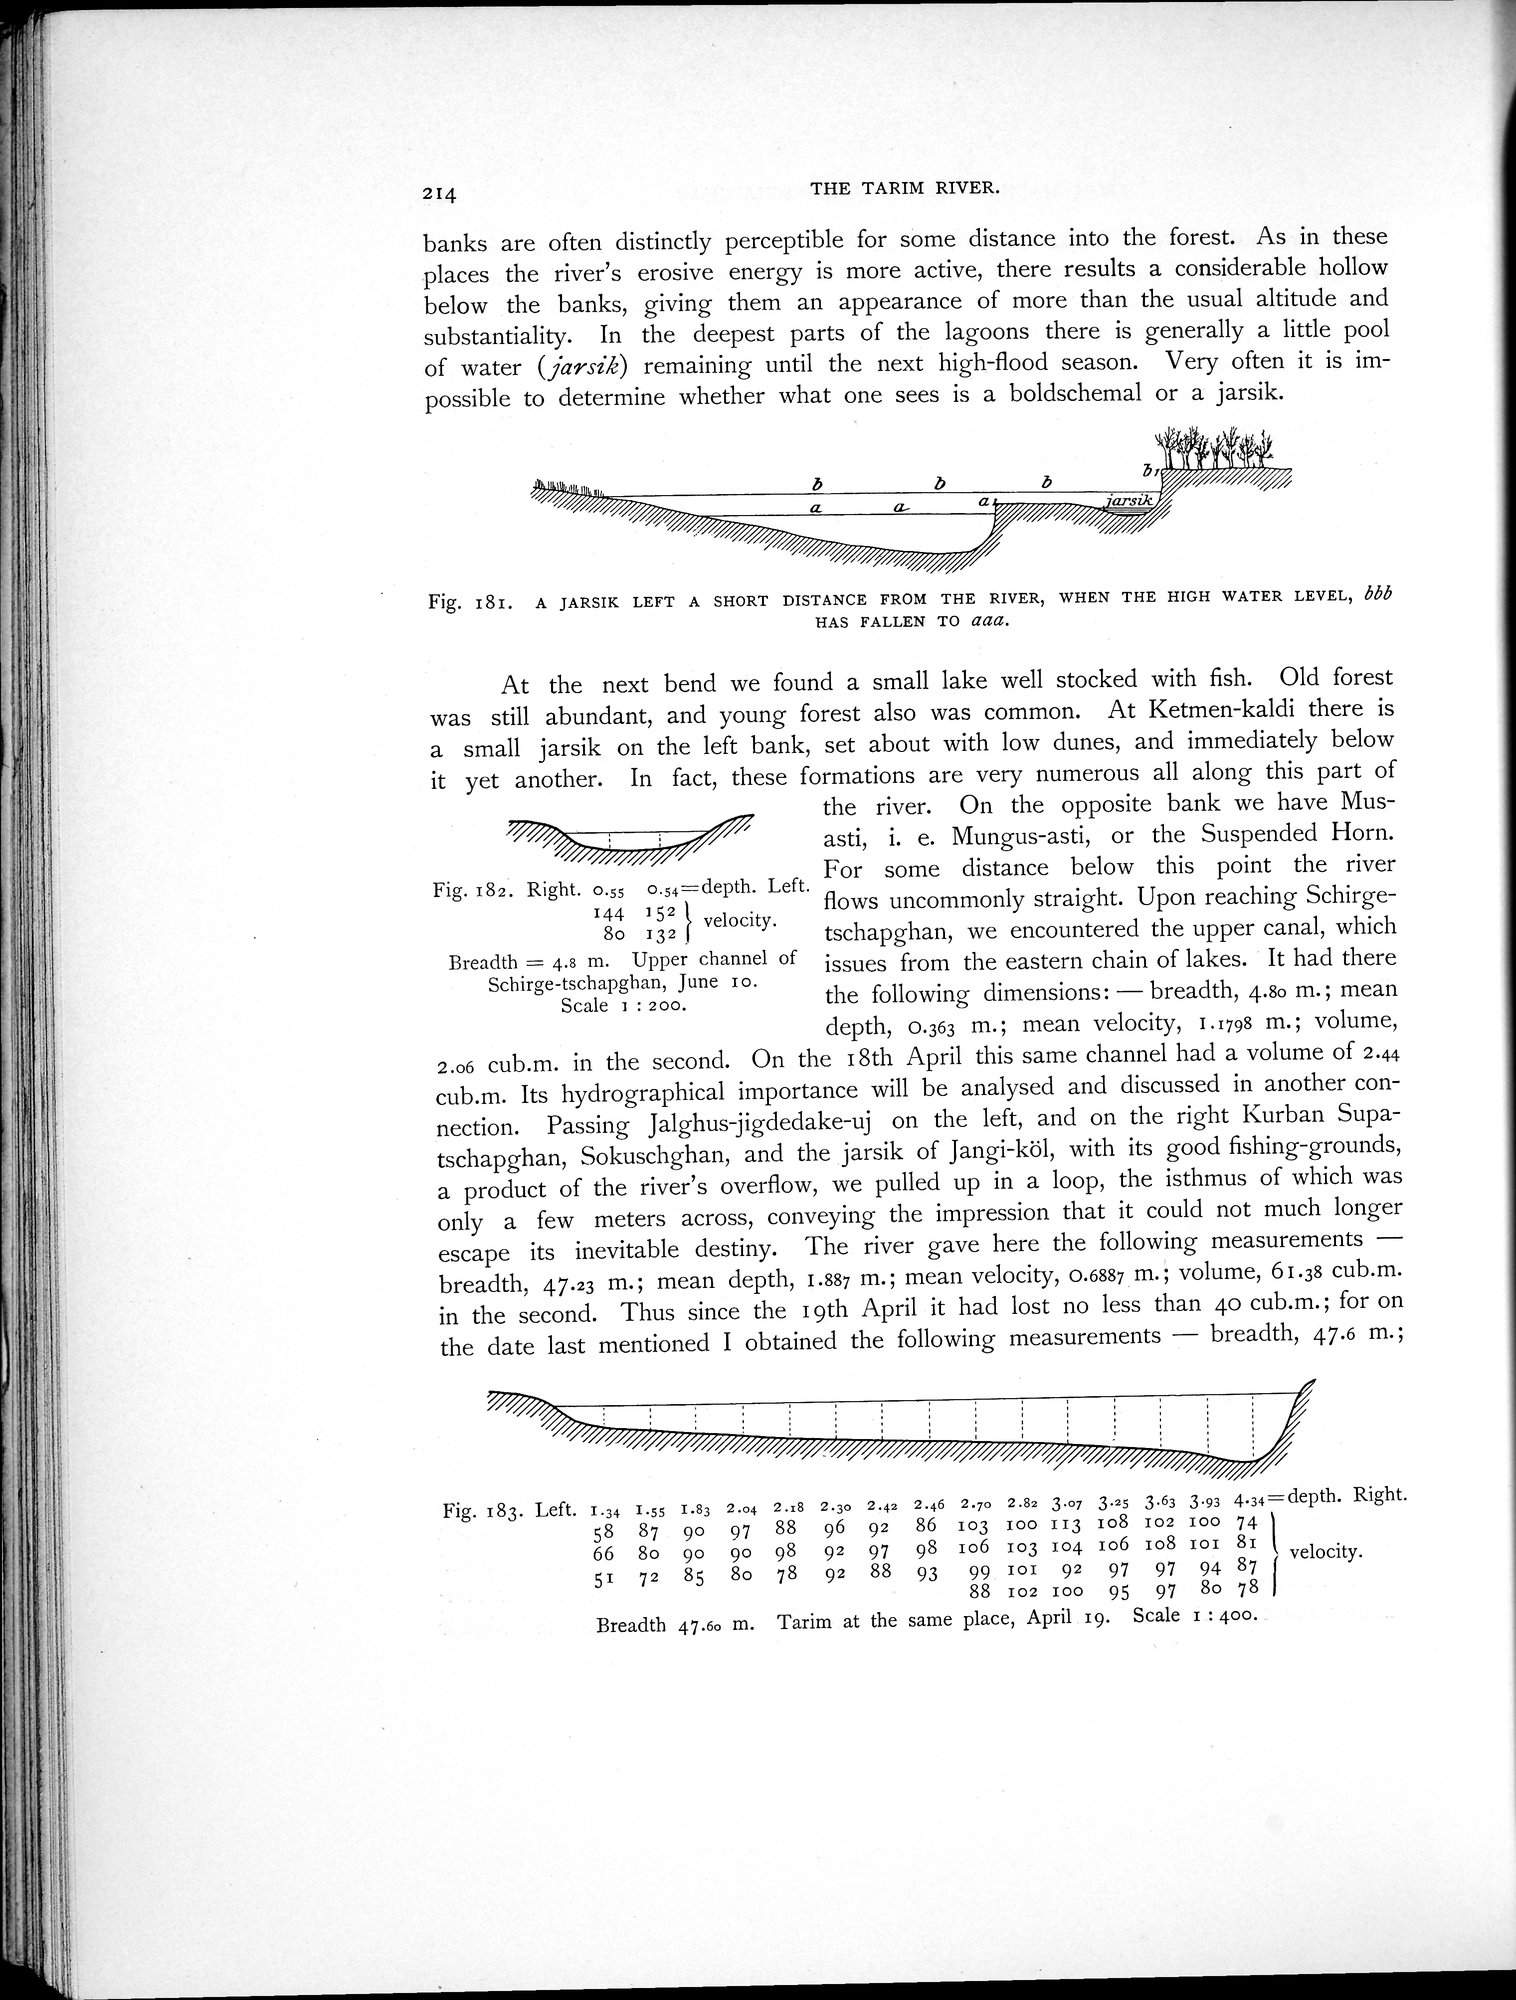 214
THE TARIM RIVER.
banks are often distinctly perceptible for some distance into the forest. As in these
places the river's erosive energy is more active, there results a considerable hollow
below the banks, giving them an appearance of more than the usual altitude and
substantiality. In the deepest parts of the lagoons there is generally a little pool
of water (jarsik) remaining until the next high-flood season. Very often it is im-
possible to determine whether what one sees is a boldschemal or a jarsik.
b b b b
a a a jarsik
Fig. 181. A JARSIK LEFT A SHORT DISTANCE FROM THE RIVER, WHEN THE HIGH WATER LEVEL, bbb
HAS FALLEN TO aaa.
At the next bend we found a small lake well stocked with fish. Old forest
was still abundant, and young forest also was common. At Ketmen-kaldi there is
a small jarsik on the left bank, set about with low dunes, and immediately below
it yet another. In fact, these formations are very numerous all along this part of
the river. On the opposite bank we have Mus-
asti, i. e. Mungus-asti, or the Suspended Horn.
For some distance below this point the river
flows uncommonly straight. Upon reaching Schirge-
tschapghan, we encountered the upper canal, which
issues from the eastern chain of lakes. It had there
the following dimensions: — breadth, 4.80 m.; mean
depth, 0.363 m.; mean velocity, 1.1798 m.; volume,
Fig. 182. Right. 0.55 0.54=depth. Left.
144 152
80 132 } velocity.
Breadth = 4.8 m. Upper channel of
Schirge-tschapghan, June 10.
Scale 1 : 200.
2.06 cub.m. in the second. On the 18th April this same channel had a volume of 2.44
cub.m. Its hydrographical importance will be analysed and discussed in another con-
nection. Passing Jalghus-jigdedake-uj on the left, and on the right Kurban Supa-
tschapghan, Sokuschghan, and the jarsik of Jangi-köl, with its good fishing-grounds,
a product of the river's overflow, we pulled up in a loop, the isthmus of which was
only a few meters across, conveying the impression that it could not much longer
escape its inevitable destiny. The river gave here the following measurements —
breadth, 47.23 m.; mean depth, 1.887 m.; mean velocity, 0.6887 m.; volume, 61.38 cub.m.
in the second. Thus since the 19th April it had lost no less than 40 cub.m.; for on
the date last mentioned I obtained the following measurements — breadth, 47.6 m.;
Fig. 183. Left. 1.34 1.55 1.83 2.04 2.18 2.30 2.42 2.46 2.70 2.82 3.07 3.25 3.63 3.93 4.34=depth. Right.
58 87 90 97 88 96 92 86 103 100 113 108 102 100 74
66 80 90 90 98 92 97 98 106 103 104 106 108 101 81
51 72 85 80 78 92 88 93 99 101 92 97 97 94 87
88 102 100 95 97 80 78 } velocity.
Breadth 47.60 m. Tarim at the same place, April 19. Scale 1 : 400.